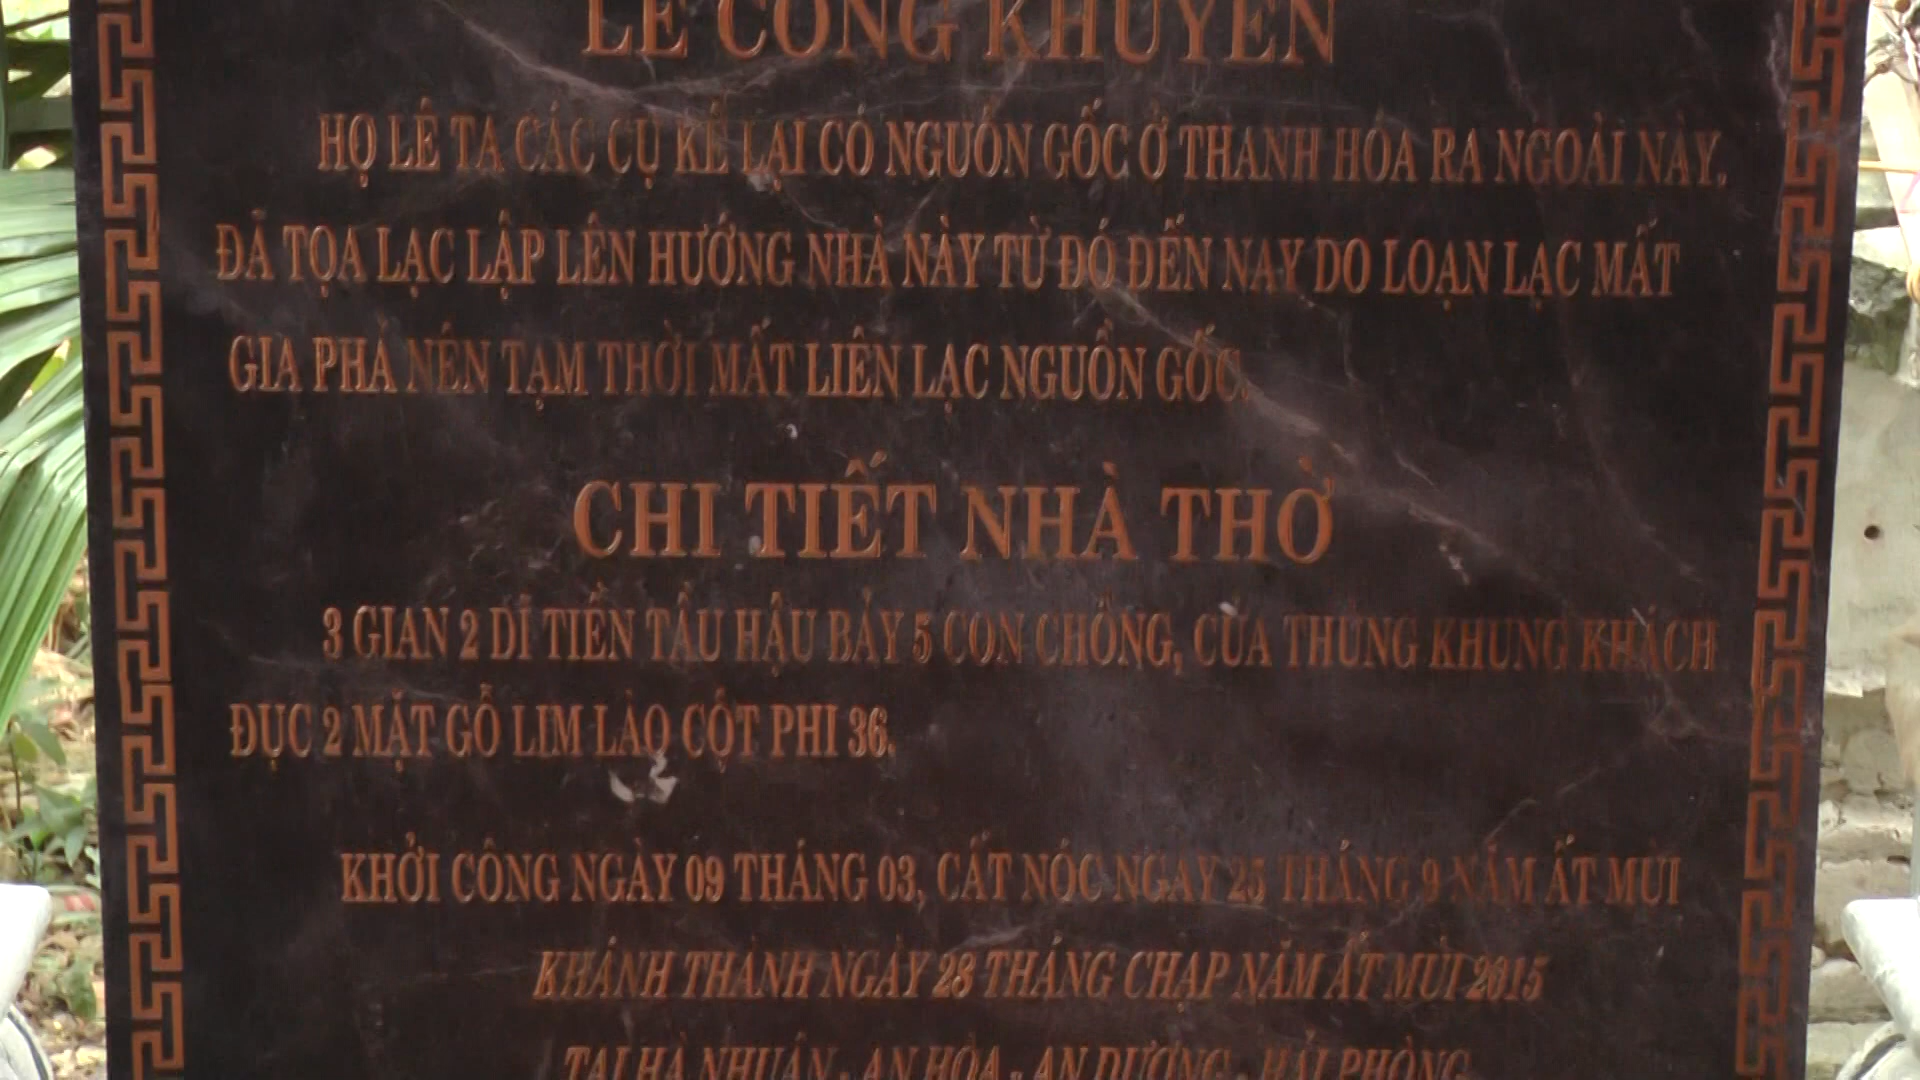 LÊ CÔNG KHUYÊN
HỌ LÊ TA CÁC CỤ KỂ LẠI CÓ NGUỒN GỐC Ở THANH HÓA RA NGOÀI NÀY,
ĐÃ TỌA LẠC LẬP LÊN HƯỚNG NHÀ NÀY TỪ ĐÓ ĐẾN NAY DO LOẠN LẠC MẤT
GIA PHẢ NÊN TẠM THỜI MẤT LIÊN LẠC NGUỒN GỐC.
CHI TIẾT NHÀ THỜ
3 GIAN 2 DĨ TIỀN TẦU HẬU BẢY 5 CON CHỒNG, CỬA THỦNG KHUNG KHÁCH
ĐỤC 2 MẶT GỖ LIM LÀO CỘT PHI 36.
KHỞI CÔNG NGÀY 09 THÁNG 03, CẤT NÓC NGÀY 25 THÁNG 9 NĂM ẤT MÙI
KHÁNH THÀNH NGÀY 28 THÁNG CHẠP NĂM ẤT MÙI 2015
TẠI HÀ NHUẬN - AN HÒA - AN DƯƠNG - HẢI PHÒNG